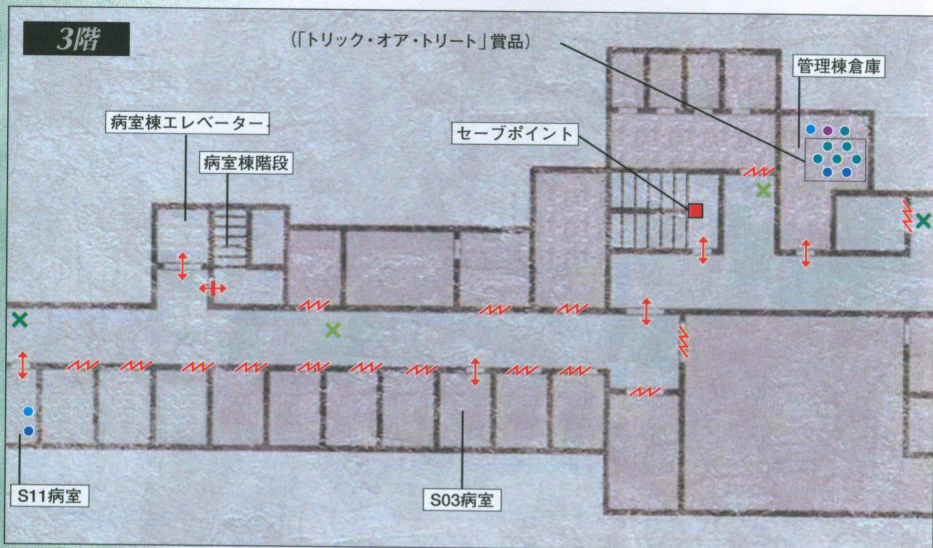 3階
(「トリック・オア・トリート」賞品)
管理棟倉庫
病室棟エレベーター
セーブポイント
病室棟階段
S11病室
S03病室